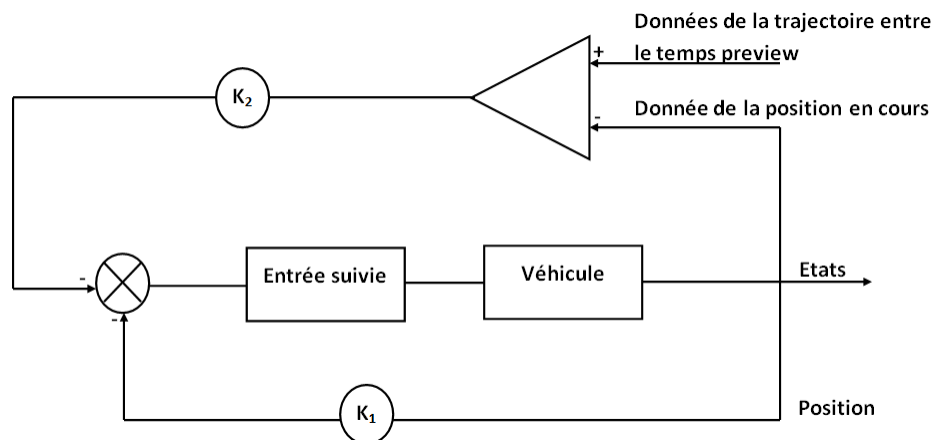 Données de la trajectoire entre
+ le temps preview
K₂
- Donnée de la position en cours
-
Entrée suivie
Véhicule
Etats
-
K₁
Position